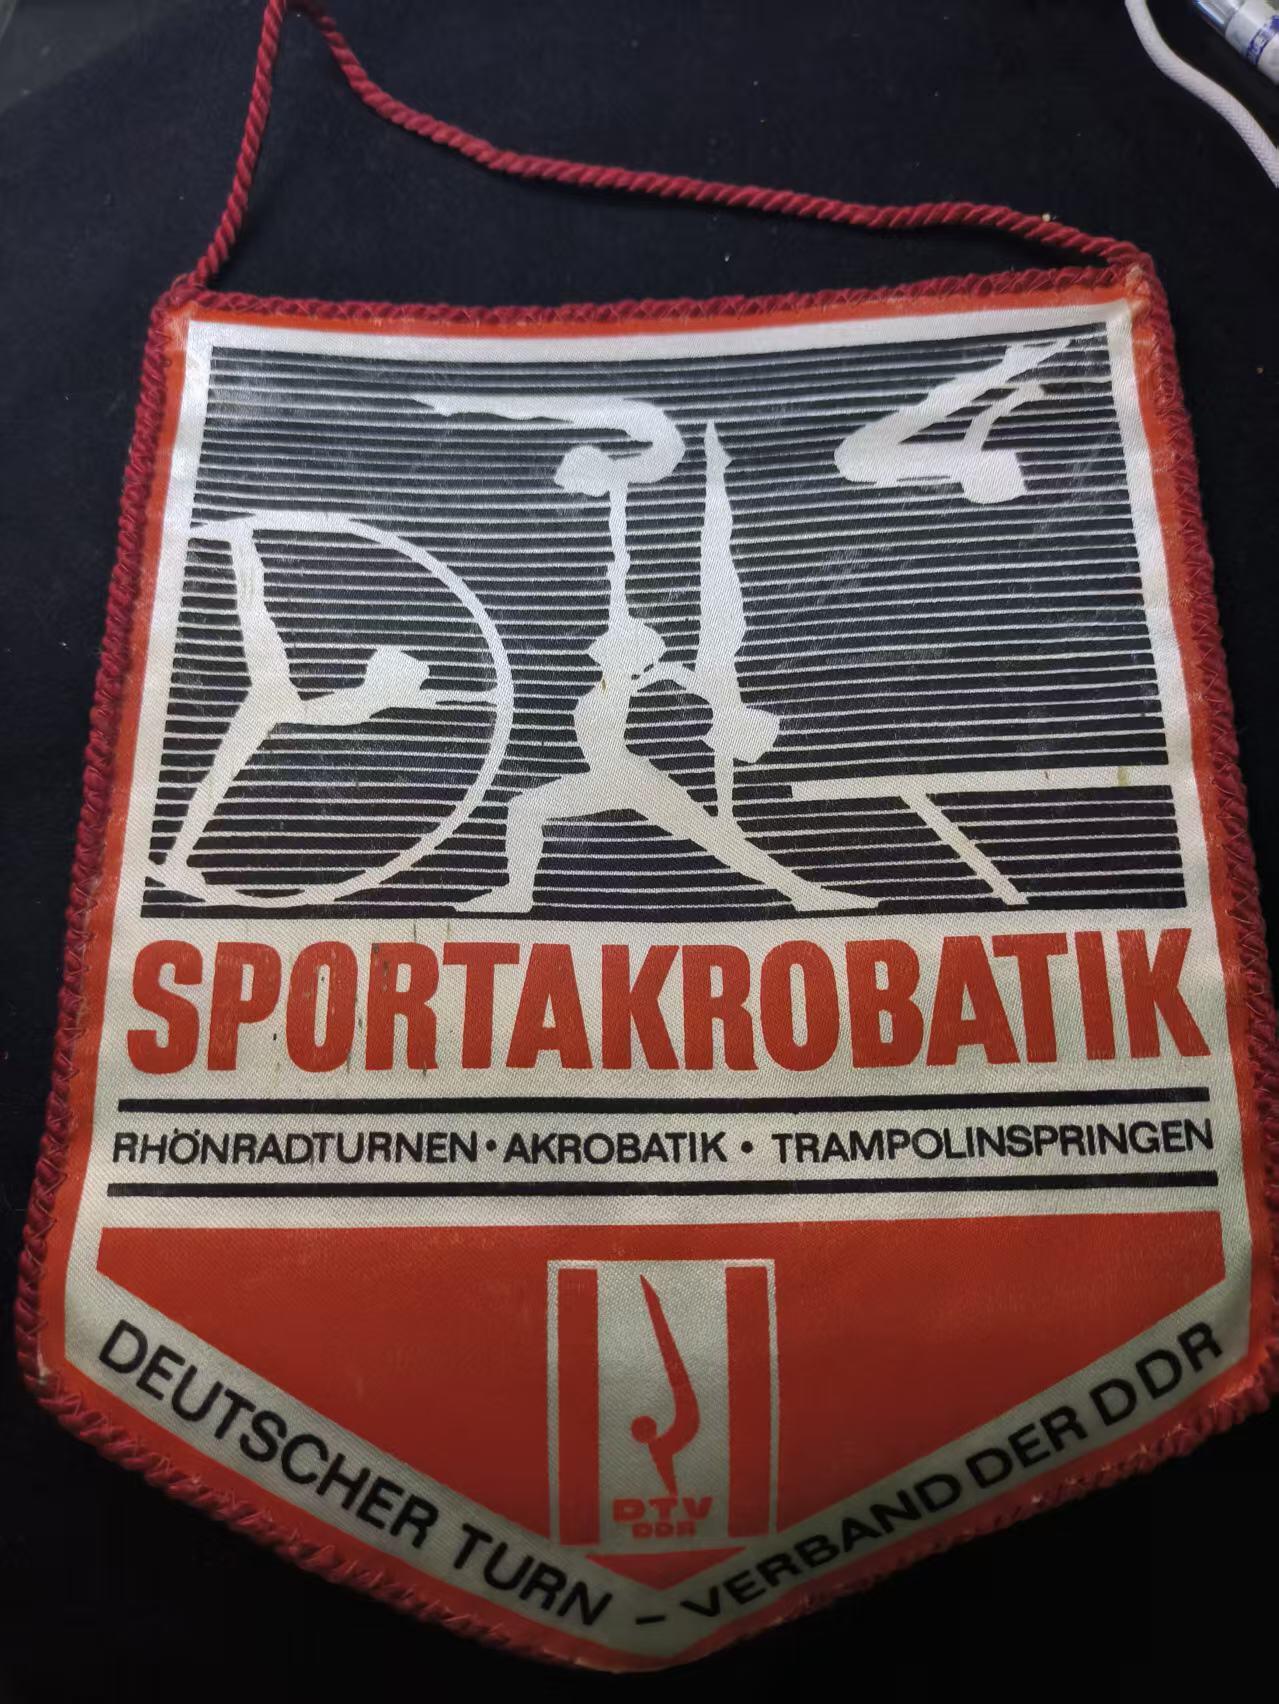 SPORTAKROBATIK
RHÖNRADTURNEN • AKROBATIK • TRAMPOLINSPRINGEN
DTV
DDR
DEUTSCHER TURN – VERBAND DER DDR